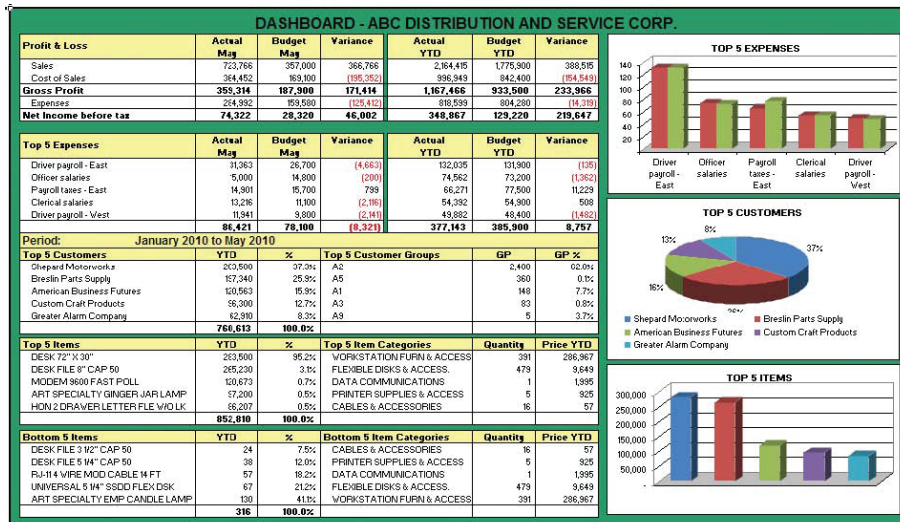 DASHBOARD - ABC DISTRIBUTION AND SERVICE CORP.
Profit & Loss Actual May Budget May Variance Actual YTD Budget YTD Variance
Sales 723,766 357,000 366,766 2,164,415 1,775,900 388,515
Cost of Sales 364,452 169,100 (195,352) 996,949 842,400 (154,549)
Gross Profit 359,314 187,900 171,414 1,167,466 933,500 233,966
Expenses 284,992 159,580 (125,412) 818,599 804,280 (14,319)
Net Income before tax 74,322 28,320 46,002 348,867 129,220 219,647
Top 5 Expenses Actual May Budget May Variance Actual YTD Budget YTD Variance
Driver payroll - East 31,363 26,700 (4,663) 132,035 131,900 (135)
Officer salaries 15,000 14,800 (200) 74,562 73,200 (1,362)
Payroll taxes - East 14,901 15,700 799 66,271 77,500 11,229
Clerical salaries 13,216 11,100 (2,116) 54,392 54,900 508
Driver payroll - West 11,941 9,800 (2,141) 49,882 48,400 (1,482)
86,421 78,100 (8,321) 377,143 385,900 8,757
Period: January 2010 to May 2010
Top 5 Customers YTD % Top 5 Customer Groups GP GP %
Shepard Motorworks 283,500 37.3% A2 2,400 62.0%
Breslin Parts Supply 197,340 25.9% A5 360 0.1%
American Business Futures 120,563 15.9% A1 148 7.7%
Custom Craft Products 96,300 12.7% A3 83 0.8%
Greater Alarm Company 62,910 8.3% A9 5 3.7%
760,613 100.0%
Top 5 Items YTD % Top 5 Item Categories Quantity Price YTD
DESK 72" X 30" 283,500 95.2% WORKSTATION FURN & ACCESS 391 286,967
DESK FILE 8" CAP 50 265,230 3.1% FLEXIBLE DISKS & ACCESS. 479 9,649
MODEM 9600 FAST POLL 120,673 0.7% DATA COMMUNICATIONS 1 1,995
ART SPECIALTY GINGER JAR LAMP 97,200 0.5% PRINTER SUPPLIES & ACCESS 5 925
HON 2 DRAVER LETTER FLE W/O LK 86,207 0.5% CABLES & ACCESSORIES 16 57
852,810 100.0%
Bottom 5 Items YTD % Bottom 5 Item Categories Quantity Price YTD
DESK FILE 3 1/2" CAP 50 24 7.5% CABLES & ACCESSORIES 16 57
DESK FILE 5 1/4" CAP 50 38 12.0% PRINTER SUPPLIES & ACCESS 5 925
RJ-114 WIRE MOD CABLE 14 FT 57 18.2% DATA COMMUNICATIONS 1 1,995
UNIVERSAL 5 1/4" SSDD FLEX DSK 67 21.2% FLEXIBLE DISKS & ACCESS. 479 9,649
ART SPECIALTY EMP CANDLE LAMP 130 41.1% WORKSTATION FURN & ACCESS 391 286,967
316 100.0%
TOP 5 EXPENSES
140
120
100
80
60
40
20
-
Driver payroll - East
Officer salaries
Payroll taxes - East
Clerical salaries
Driver payroll - West
TOP 5 CUSTOMERS
8%
13%
37%
16%
Shepard Motorworks
Breslin Parts Supply
American Business Futures
Custom Craft Products
Greater Alarm Company
TOP 5 ITEMS
300,000
250,000
200,000
150,000
100,000
50,000
-